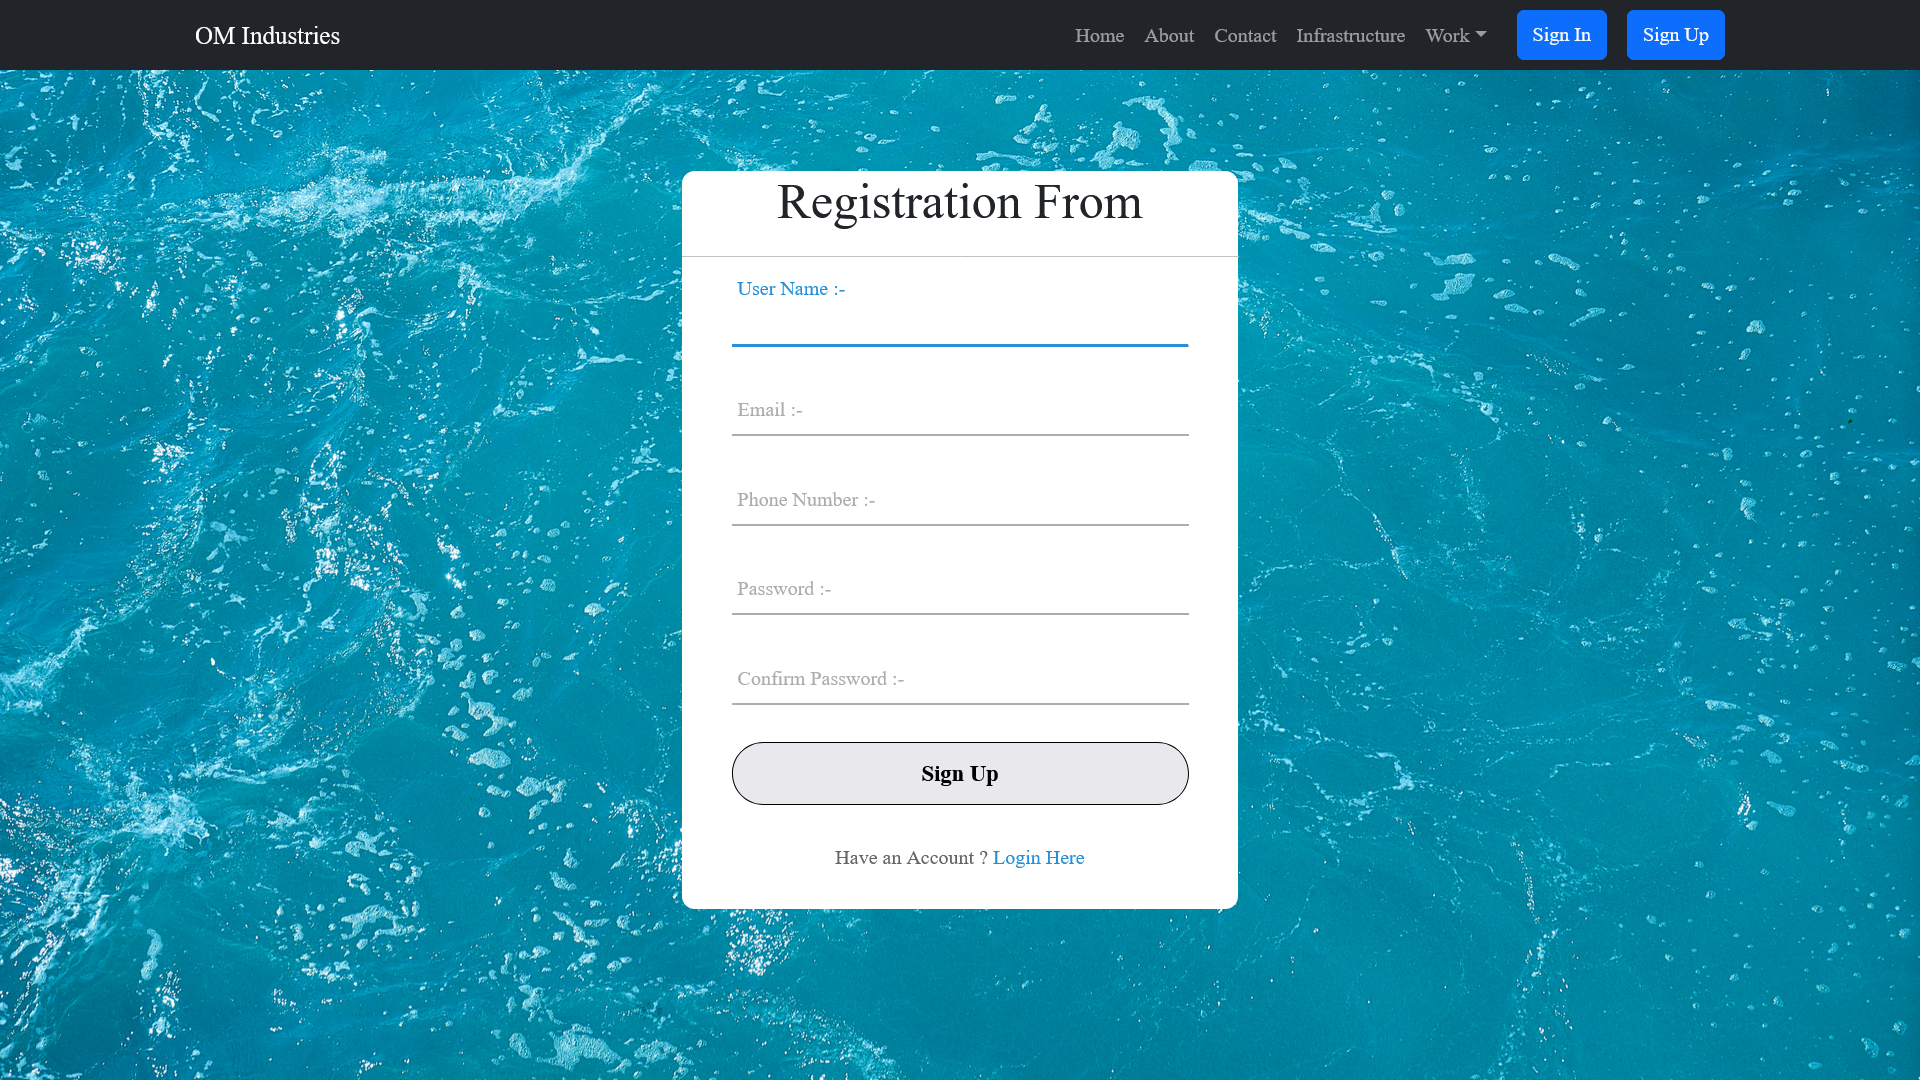 OM Industries
Home About Contact Infrastructure Work Sign In Sign Up
Registration From
User Name :-
Email :-
Phone Number :-
Password :-
Confirm Password :-
Sign Up
Have an Account ? Login Here